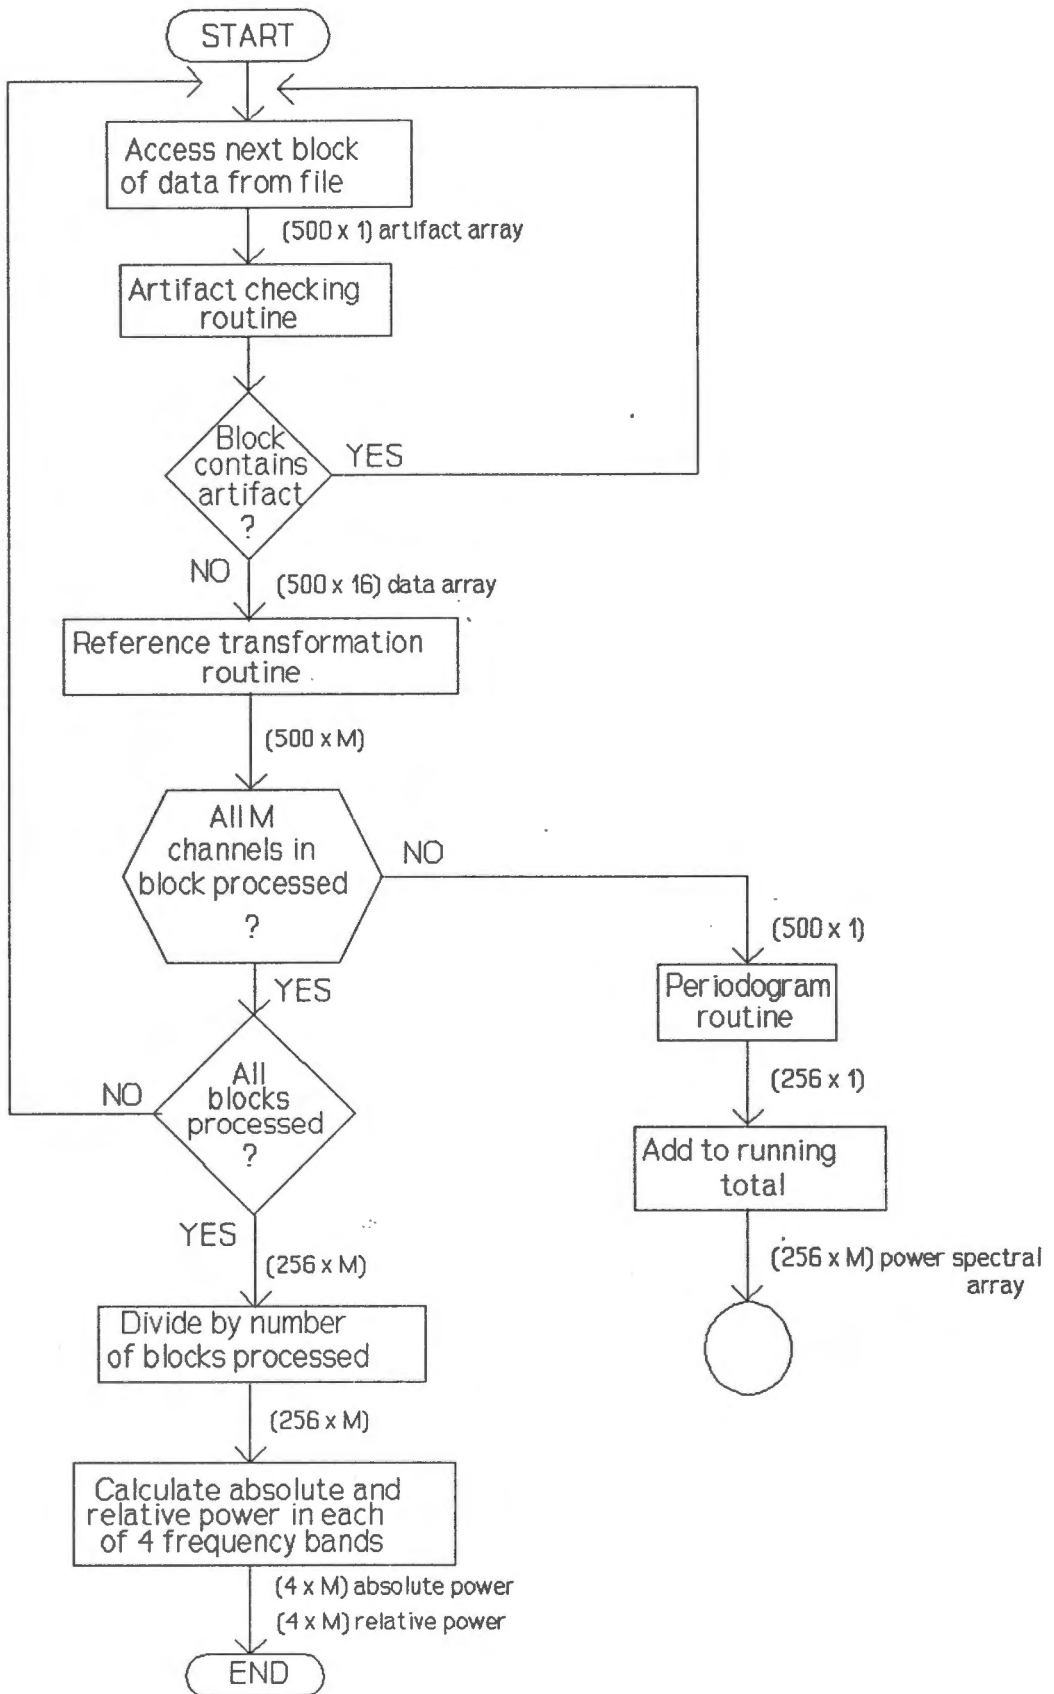 START
Access next block
of data from file
(500 x 1) artifact array
Artifact checking
routine
Block
contains
artifact
?
YES
NO
(500 x 16) data array
Reference transformation
routine
(500 x M)
All M
channels in
block processed
?
NO
YES
(500 x 1)
Periodogram
routine
(256 x 1)
Add to running
total
(256 x M) power spectral
array
All
blocks
processed
?
NO
YES
(256 x M)
Divide by number
of blocks processed
(256 x M)
Calculate absolute and
relative power in each
of 4 frequency bands
(4 x M) absolute power
(4 x M) relative power
END